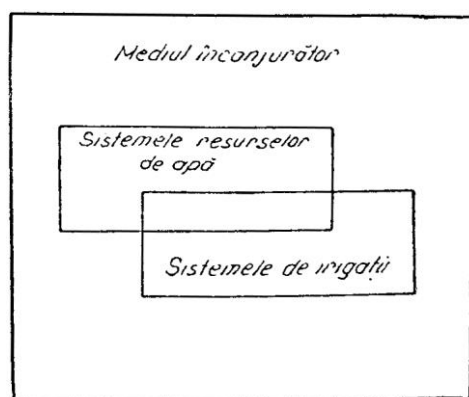 Mediul înconjurător
Sistemele resurselor
de apă
Sistemele de irigații